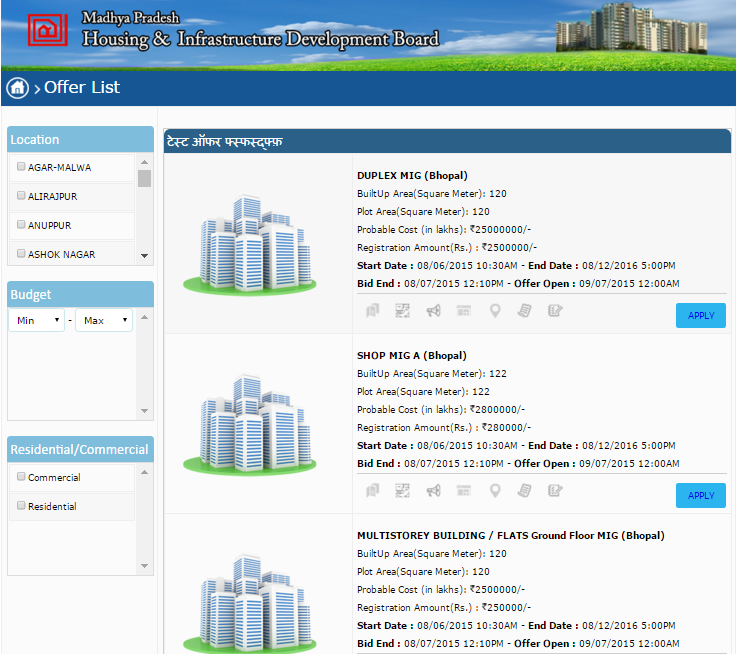 Madhya Pradesh
Housing & Infrastructure Development Board
Offer List
Location
AGAR-MALWA
ALIRAJPUR
ANUPPUR
ASHOK NAGAR
Budget
Min - Max
Residential/Commercial
Commercial
Residential
टेस्ट ऑफर फ्स्फस्द्फ्फ़
DUPLEX MIG (Bhopal)
BuiltUp Area(Square Meter): 120
Plot Area(Square Meter): 120
Probable Cost (in lakhs): ₹25000000/-
Registration Amount(Rs.) : ₹2500000/-
Start Date : 08/06/2015 10:30AM - End Date : 08/12/2016 5:00PM
Bid End : 08/07/2015 12:10PM - Offer Open : 09/07/2015 12:00AM
APPLY
SHOP MIG A (Bhopal)
BuiltUp Area(Square Meter): 122
Plot Area(Square Meter): 122
Probable Cost (in lakhs): ₹2800000/-
Registration Amount(Rs.) : ₹280000/-
Start Date : 08/06/2015 10:30AM - End Date : 08/12/2016 5:00PM
Bid End : 08/07/2015 12:10PM - Offer Open : 09/07/2015 12:00AM
APPLY
MULTISTOREY BUILDING / FLATS Ground Floor MIG (Bhopal)
BuiltUp Area(Square Meter): 120
Plot Area(Square Meter): 120
Probable Cost (in lakhs): ₹2500000/-
Registration Amount(Rs.) : ₹250000/-
Start Date : 08/06/2015 10:30AM - End Date : 08/12/2016 5:00PM
Bid End : 08/07/2015 12:10PM - Offer Open : 09/07/2015 12:00AM